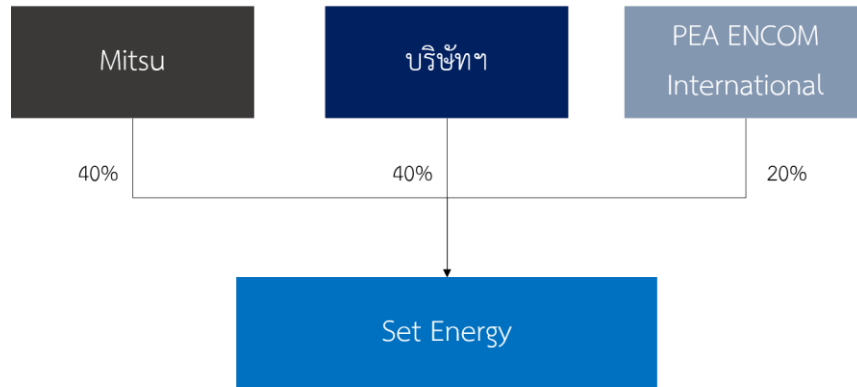 Mitsu
บริษัทฯ
PEA ENCOM
International
40%
40%
20%
Set Energy